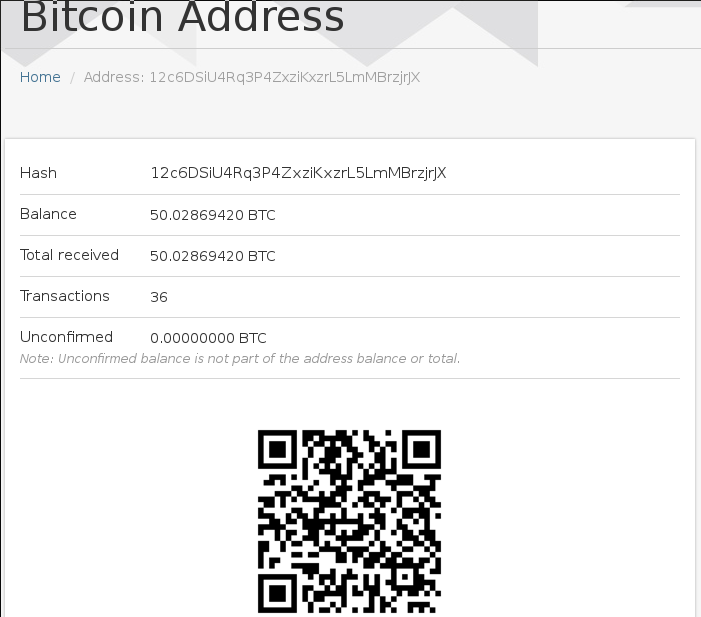 Bitcoin Address
Home / Address: 12c6DSiU4Rq3P4ZxziKxzrL5LmMBrzjrJX
Hash 12c6DSiU4Rq3P4ZxziKxzrL5LmMBrzjrJX
Balance 50.02869420 BTC
Total received 50.02869420 BTC
Transactions 36
Unconfirmed 0.00000000 BTC
Note: Unconfirmed balance is not part of the address balance or total.